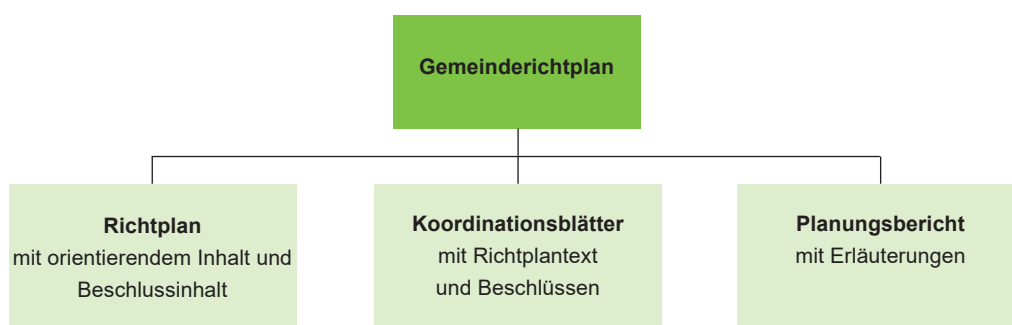 Gemeinderichtplan
Richtplan
mit orientierendem Inhalt und
Beschlussinhalt
Koordinationsblätter
mit Richtplantext
und Beschlüssen
Planungsbericht
mit Erläuterungen